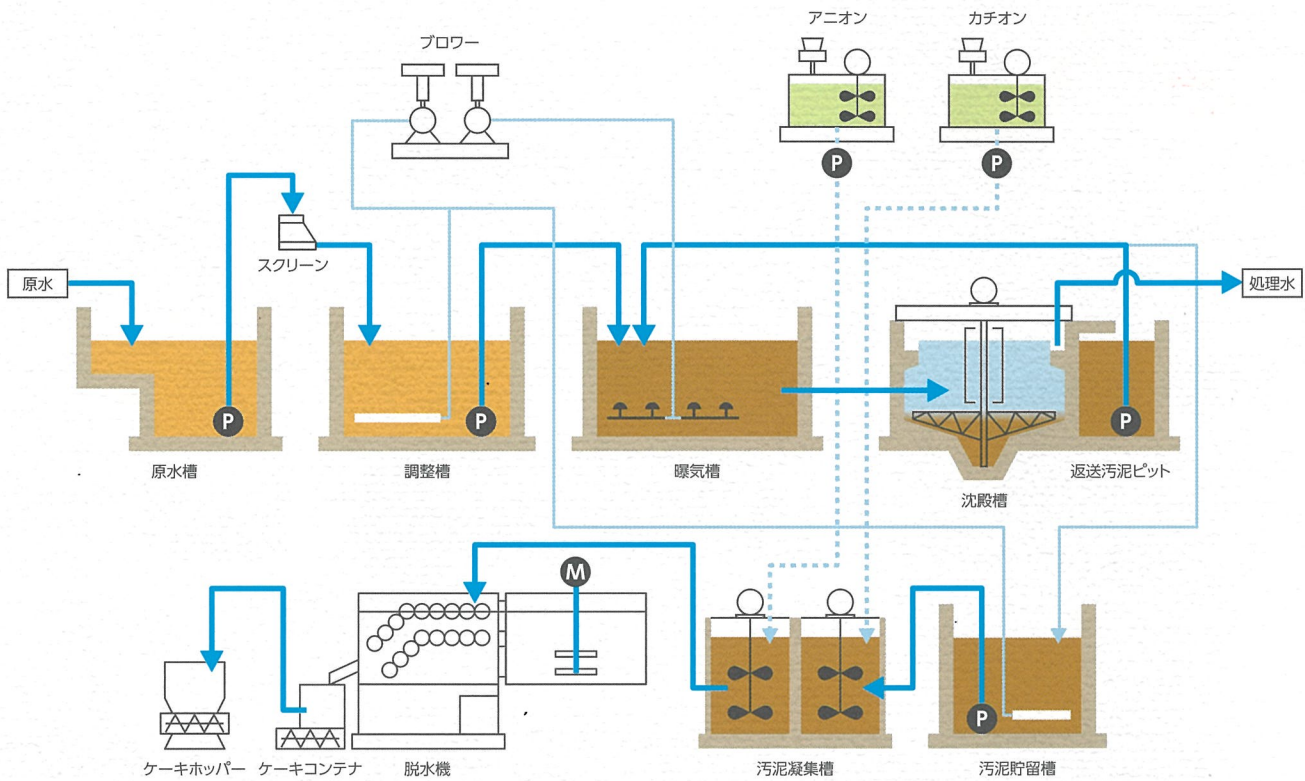 アニオン
カチオン
ブロワー
P
P
スクリーン
原水
処理水
P
P
P
原水槽
調整槽
曝気槽
沈殿槽
返送汚泥ピット
M
P
ケーキホッパー
ケーキコンテナ
脱水機
汚泥凝集槽
汚泥貯留槽